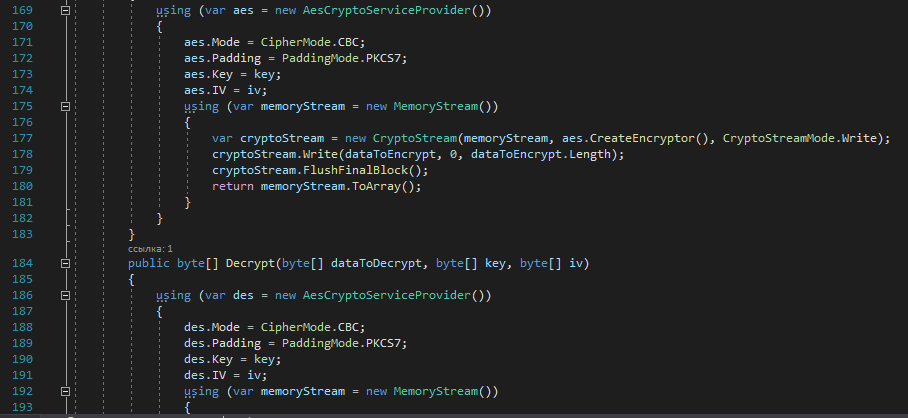 169 using (var aes = new AesCryptoServiceProvider())
170 {
171 aes.Mode = CipherMode.CBC;
172 aes.Padding = PaddingMode.PKCS7;
173 aes.Key = key;
174 aes.IV = iv;
175 using (var memoryStream = new MemoryStream())
176 {
177 var cryptoStream = new CryptoStream(memoryStream, aes.CreateEncryptor(), CryptoStreamMode.Write);
178 cryptoStream.Write(dataToEncrypt, 0, dataToEncrypt.Length);
179 cryptoStream.FlushFinalBlock();
180 return memoryStream.ToArray();
181 }
182 }
183 }
ссылка: 1
184 public byte[] Decrypt(byte[] dataToDecrypt, byte[] key, byte[] iv)
185 {
186 using (var des = new AesCryptoServiceProvider())
187 {
188 des.Mode = CipherMode.CBC;
189 des.Padding = PaddingMode.PKCS7;
190 des.Key = key;
191 des.IV = iv;
192 using (var memoryStream = new MemoryStream())
193 {